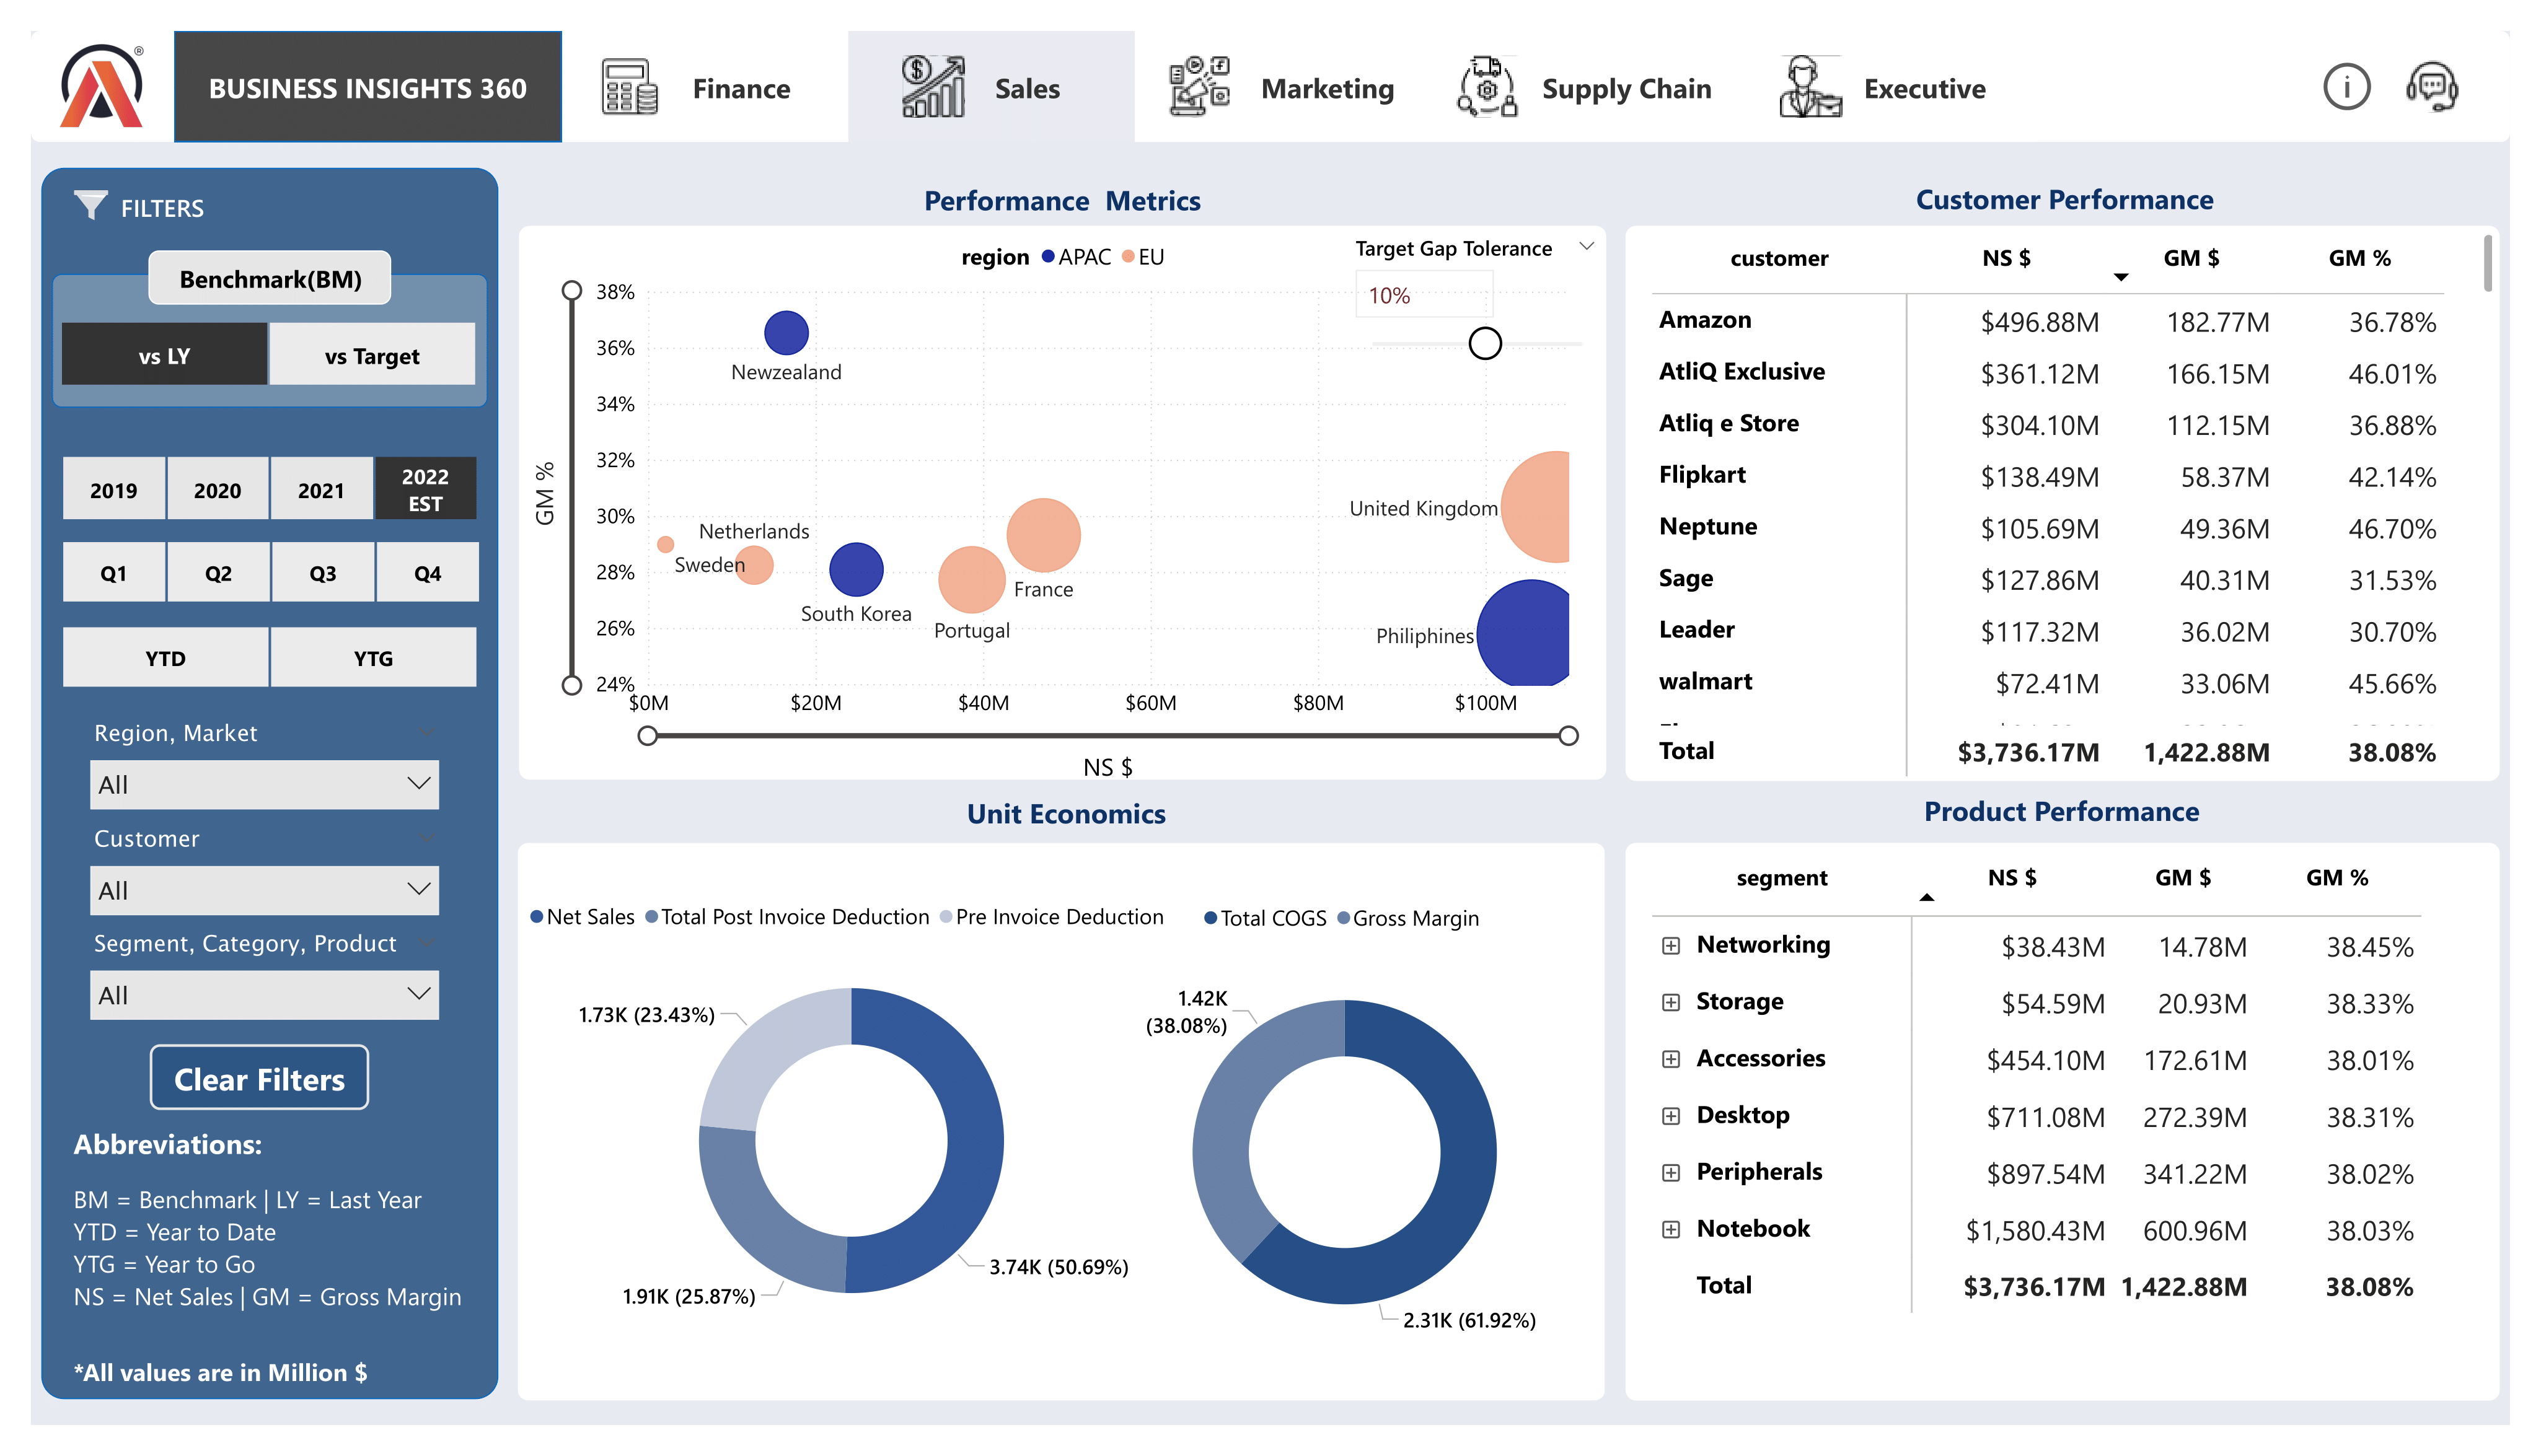 ®
BUSINESS INSIGHTS 360
Finance
Sales
Marketing
Supply Chain
Executive
i
FILTERS
Benchmark(BM)
vs LY
vs Target
2019
2020
2021
2022 EST
Q1
Q2
Q3
Q4
YTD
YTG
Region, Market
All
Customer
All
Segment, Category, Product
All
Clear Filters
Abbreviations:
BM = Benchmark | LY = Last Year
YTD = Year to Date
YTG = Year to Go
NS = Net Sales | GM = Gross Margin
*All values are in Million $
Performance Metrics
region APAC EU
Target Gap Tolerance
10%
GM %
38%
36%
34%
32%
30%
28%
26%
24%
Newzealand
United Kingdom
Netherlands
Sweden
South Korea
Portugal
France
Philiphines
$0M $20M $40M $60M $80M $100M
NS $
Customer Performance
customer NS $ GM $ GM %
Amazon $496.88M 182.77M 36.78%
AtliQ Exclusive $361.12M 166.15M 46.01%
Atliq e Store $304.10M 112.15M 36.88%
Flipkart $138.49M 58.37M 42.14%
Neptune $105.69M 49.36M 46.70%
Sage $127.86M 40.31M 31.53%
Leader $117.32M 36.02M 30.70%
walmart $72.41M 33.06M 45.66%
Total $3,736.17M 1,422.88M 38.08%
Unit Economics
Net Sales Total Post Invoice Deduction Pre Invoice Deduction
1.73K (23.43%)
1.91K (25.87%)
3.74K (50.69%)
Total COGS Gross Margin
1.42K
(38.08%)
2.31K (61.92%)
Product Performance
segment NS $ GM $ GM %
Networking $38.43M 14.78M 38.45%
Storage $54.59M 20.93M 38.33%
Accessories $454.10M 172.61M 38.01%
Desktop $711.08M 272.39M 38.31%
Peripherals $897.54M 341.22M 38.02%
Notebook $1,580.43M 600.96M 38.03%
Total $3,736.17M 1,422.88M 38.08%